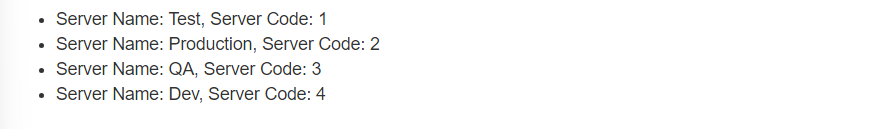 Server Name: Test, Server Code: 1
Server Name: Production, Server Code: 2
Server Name: QA, Server Code: 3
Server Name: Dev, Server Code: 4